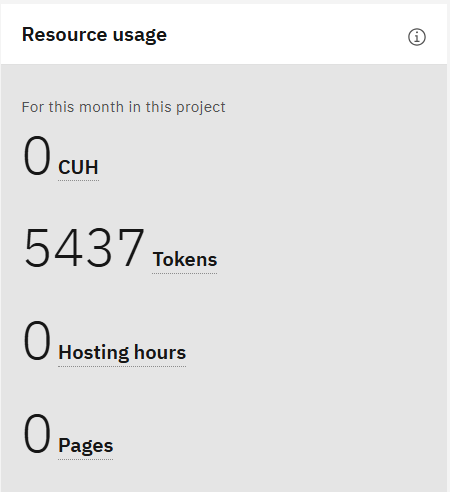 Resource usage
For this month in this project
0 CUH
5437 Tokens
0 Hosting hours
0 Pages